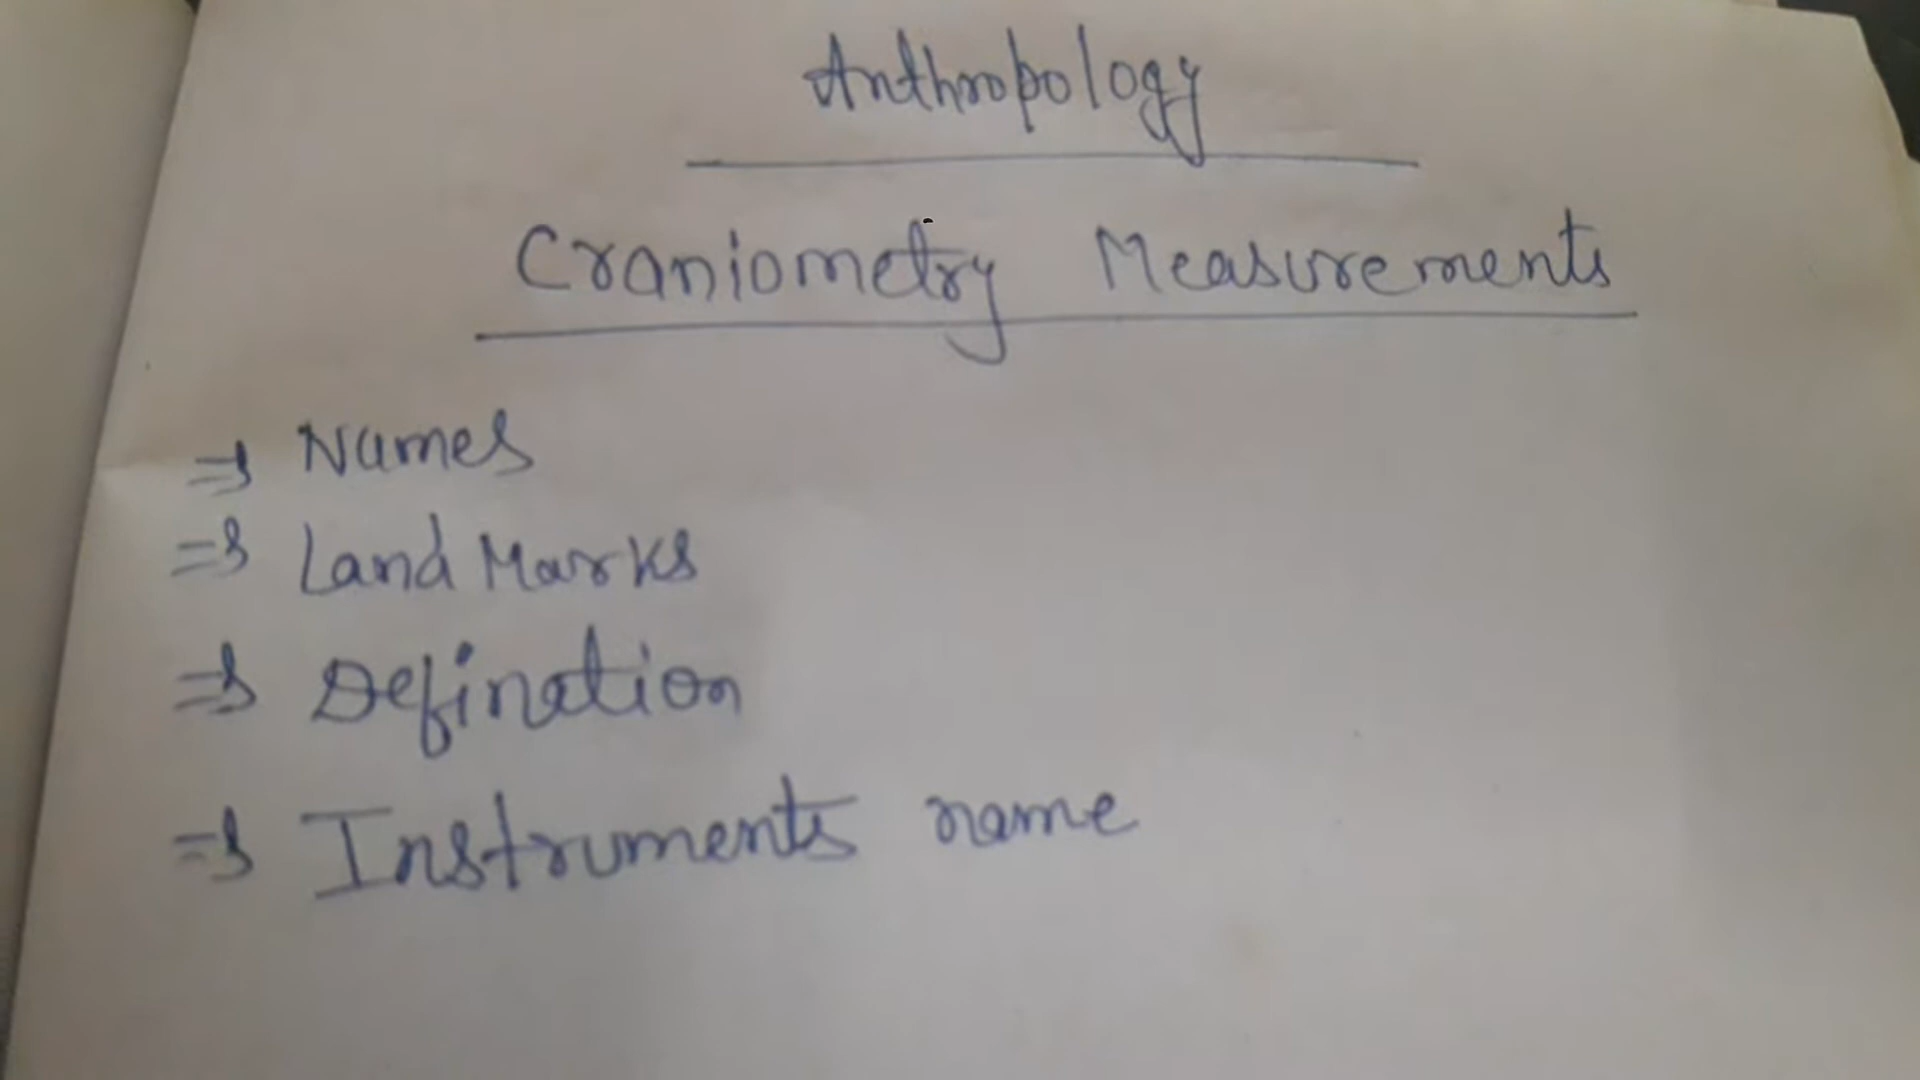 Anthropology
Craniometry Measurements
⇒ Names
⇒ Land Marks
⇒ Defination
⇒ Instruments name